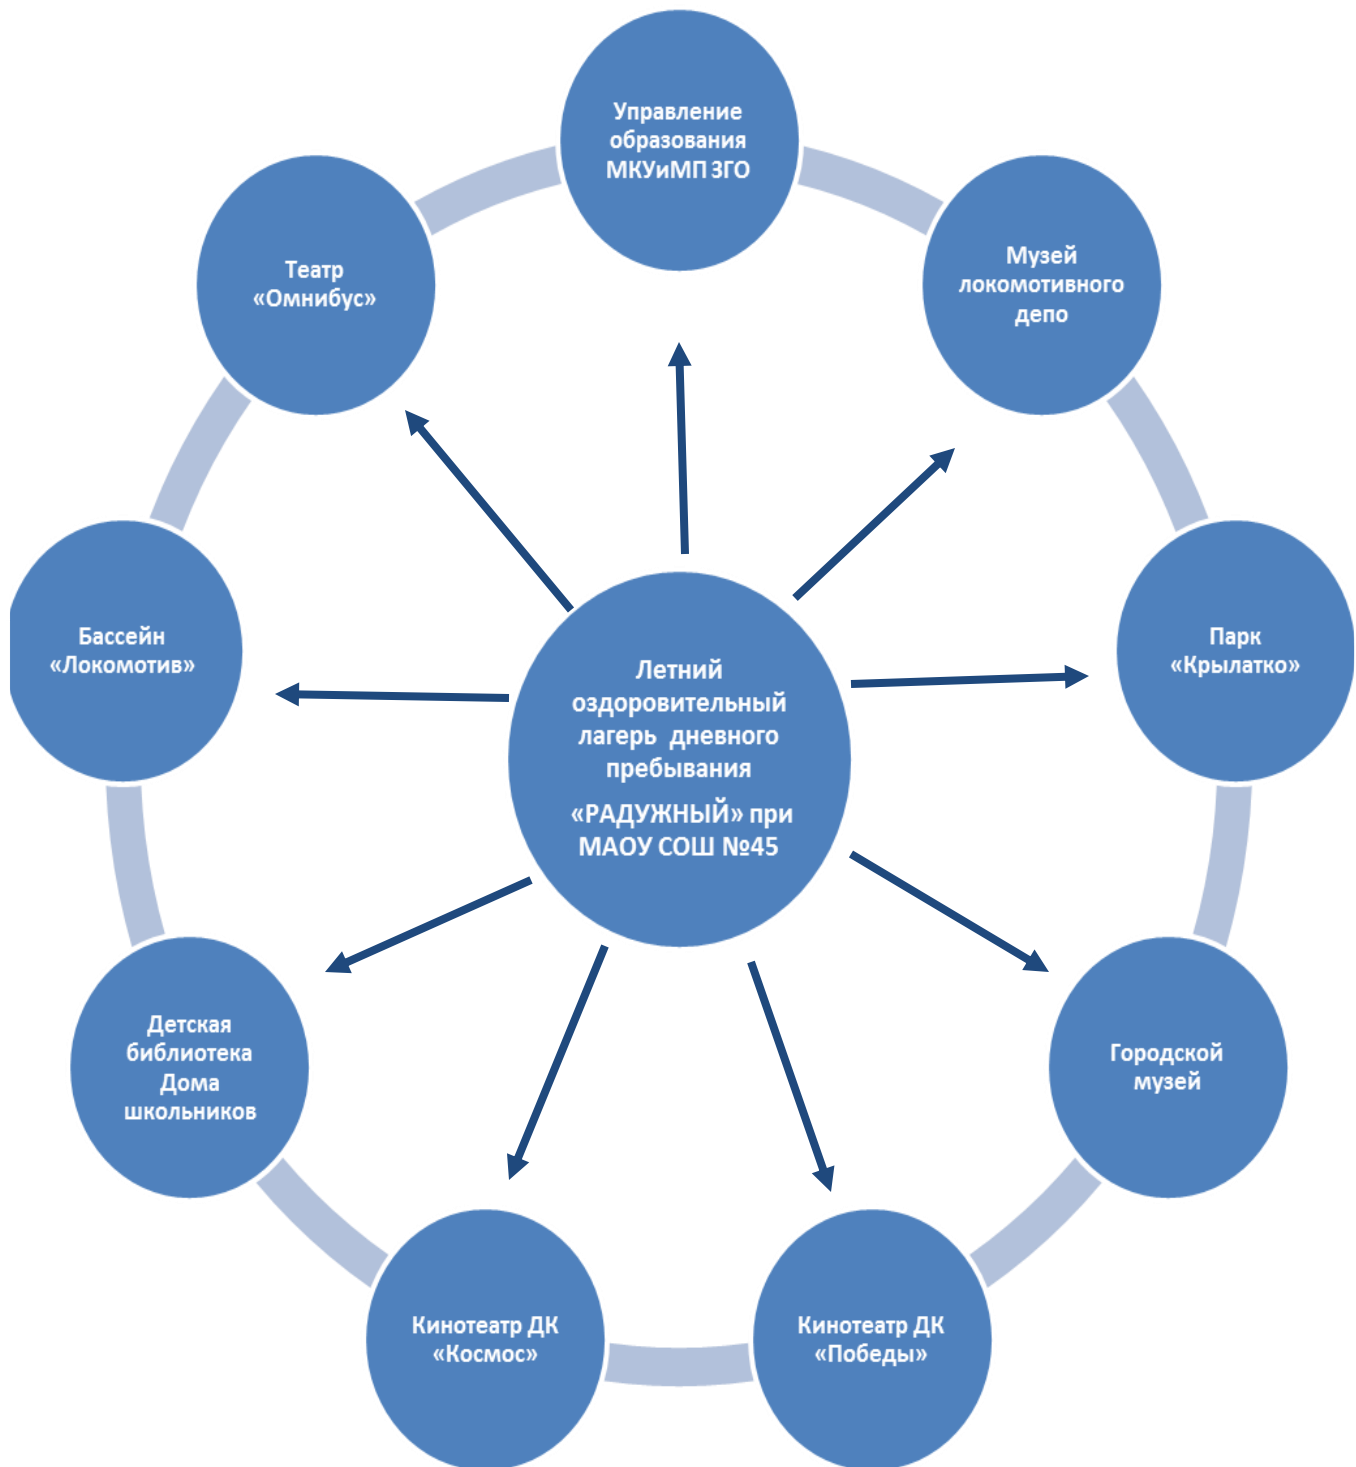 Управление
образования
МКУиМП ЗГО
Музей
локомотивного
депо
Парк
«Крылатко»
Городской
музей
Кинотеатр ДК
«Победы»
Кинотеатр ДК
«Космос»
Детская
библиотека
Дома
школьников
Бассейн
«Локомотив»
Театр
«Омнибус»
Летний
оздоровительный
лагерь дневного
пребывания
«РАДУЖНЫЙ» при
МАОУ СОШ №45